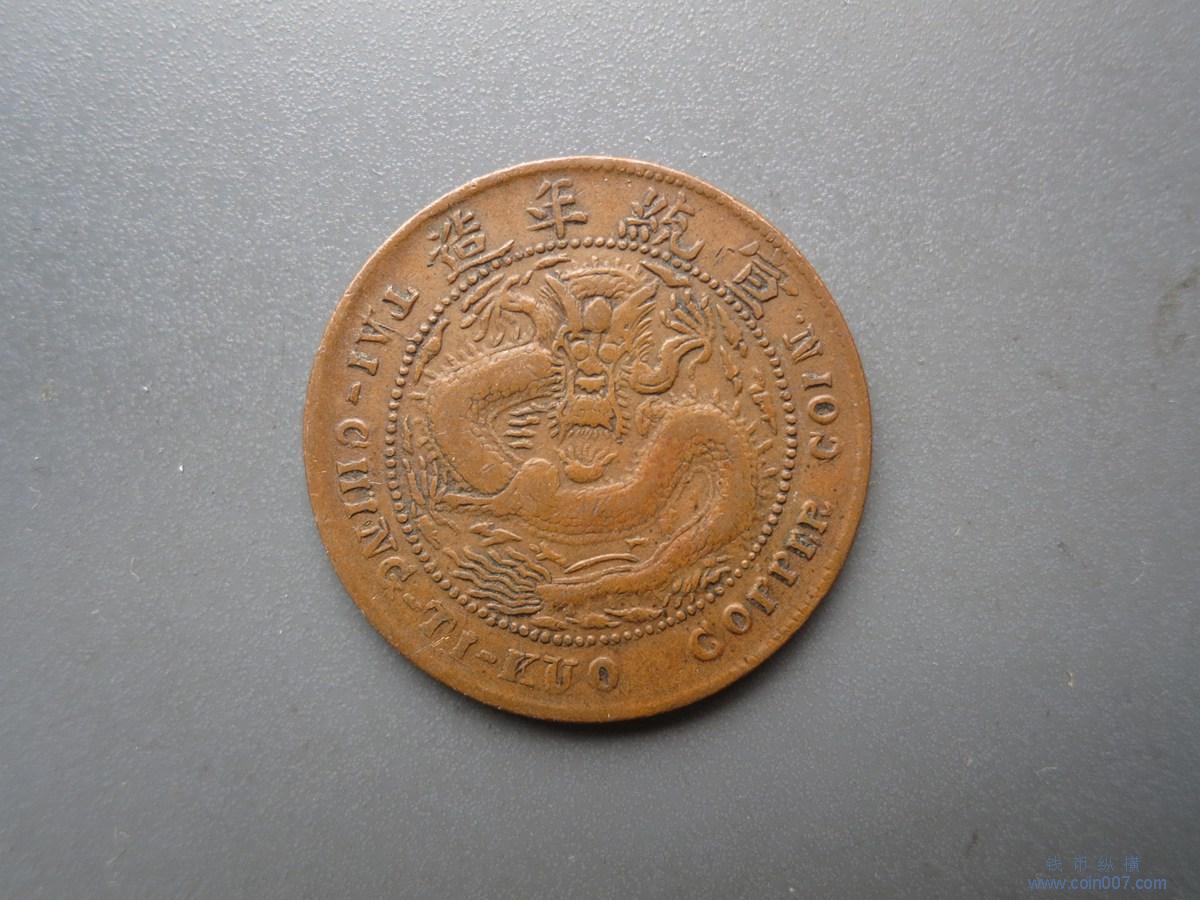 宣統年造
TAI-CHING-TI-KUO COPPER COIN
钱币纵横
www.coin007.com